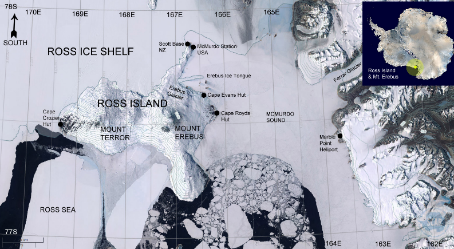 78S
170E
169E
168E
167E
166E
165E
SOUTH
ROSS ICE SHELF
Scott Base
NZ
McMurdo Station
USA
Ross Island
& Mt. Erebus
Erebus Ice Tongue
Cape Evans Hut
ROSS ISLAND
Cape
Crozier
Hut
Cape Royds
Hut
MCMURDO
SOUND
MOUNT
TERROR
MOUNT
EREBUS
Marble
Point
Heliport
ROSS SEA
77S
164E
163E
162E